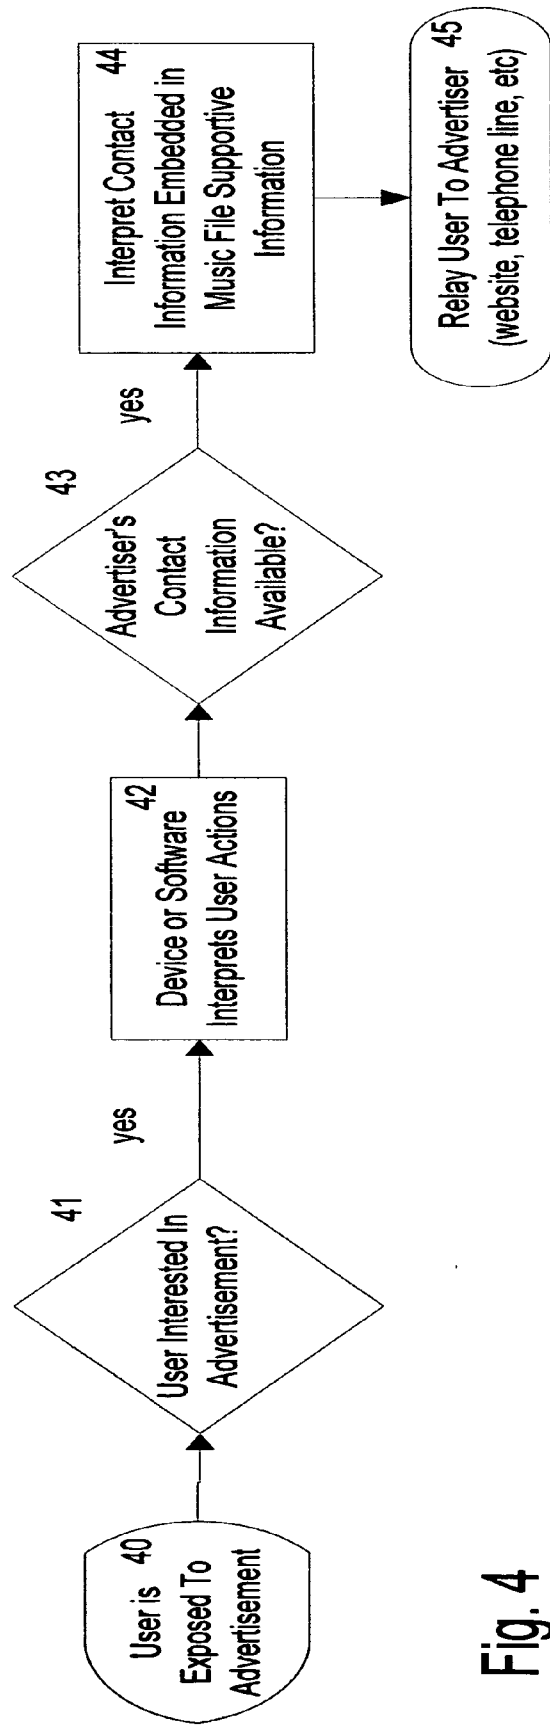 40
User is
Exposed To
Advertisement
41
User Interested In
Advertisement?
yes
42
Device or Software
Interprets User Actions
43
Advertiser's
Contact
Information
Available?
yes
44
Interpret Contact
Information Embedded in
Music File Supportive
Information
45
Relay User To Advertiser
(website, telephone line, etc)
Fig. 4